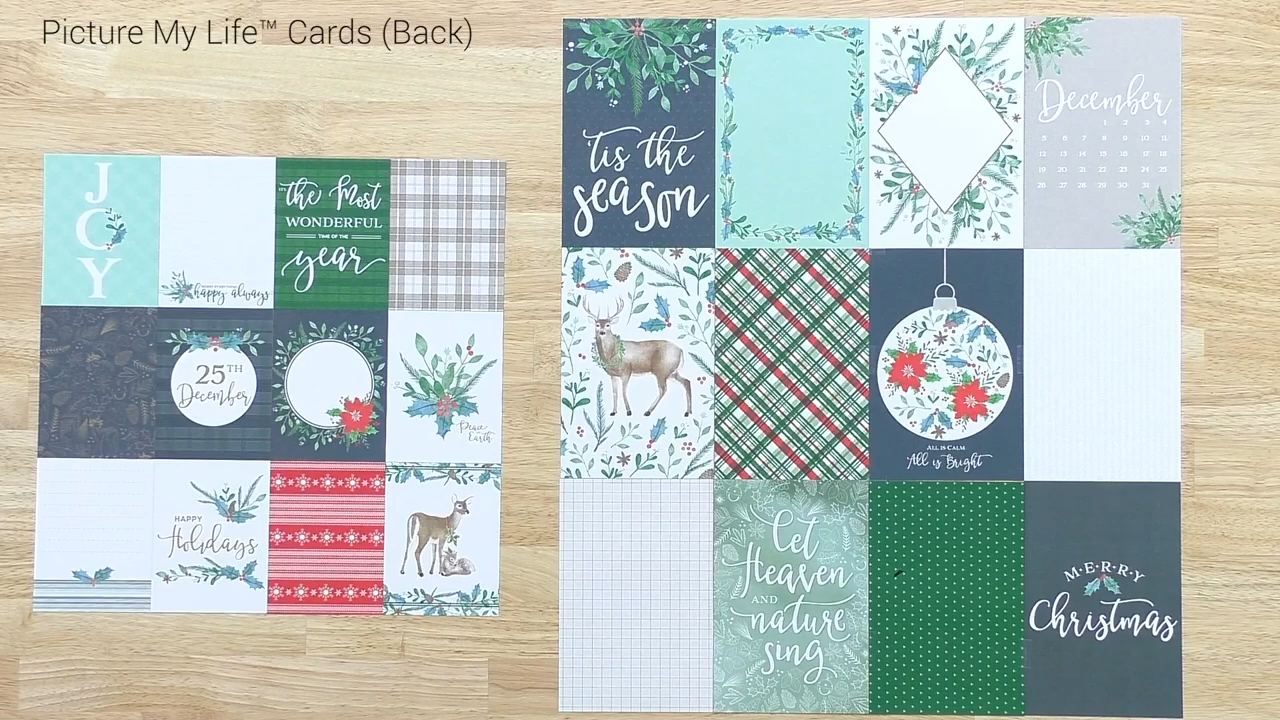 Picture My Life™ Cards (Back)
JOY
happy always
the Most
WONDERFUL
TIME OF THE
year
25TH
December
Peace
Earth
HAPPY
Holidays
'tis the
season
December
1 2 3 4
5 6 7 8 9 10 11
12 13 14 15 16 17 18
19 20 21 22 23 24 25
26 27 28 29 30 31
ALL IS CALM
All is Bright
Let
Heaven
AND
nature
sing
M·E·R·R·Y
Christmas